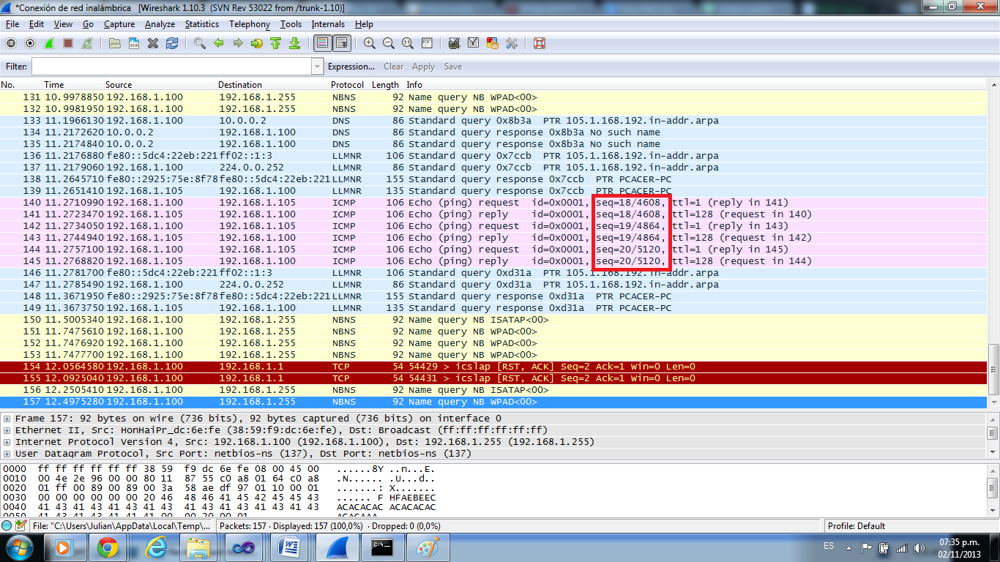 *Conexión de red inalámbrica [Wireshark 1.10.3 (SVN Rev 53022 from /trunk-1.10)]
File Edit View Go Capture Analyze Statistics Telephony Tools Internals Help
Filter: Expression... Clear Apply Save
No. Time Source Destination Protocol Length Info
131 10.9978850 192.168.1.100 192.168.1.255 NBNS 92 Name query NB WPAD<00>
132 10.9981950 192.168.1.100 192.168.1.255 NBNS 92 Name query NB WPAD<00>
133 11.1966130 192.168.1.100 10.0.0.2 DNS 86 Standard query 0x8b3a PTR 105.1.168.192.in-addr.arpa
134 11.2172620 10.0.0.2 192.168.1.100 DNS 86 Standard query response 0x8b3a No such name
135 11.2174840 10.0.0.2 192.168.1.100 DNS 86 Standard query response 0x8b3a No such name
136 11.2176880 fe80::5dc4:22eb:221 ff02::1:3 LLMNR 106 Standard query 0x7ccb PTR 105.1.168.192.in-addr.arpa
137 11.2179060 192.168.1.100 224.0.0.252 LLMNR 86 Standard query 0x7ccb PTR 105.1.168.192.in-addr.arpa
138 11.2645710 fe80::2925:75e:8f78 fe80::5dc4:22eb:221 LLMNR 155 Standard query response 0x7ccb PTR PCACER-PC
139 11.2651410 192.168.1.105 192.168.1.100 LLMNR 135 Standard query response 0x7ccb PTR PCACER-PC
140 11.2710990 192.168.1.100 192.168.1.105 ICMP 106 Echo (ping) request id=0x0001, seq=18/4608, ttl=1 (reply in 141)
141 11.2723470 192.168.1.105 192.168.1.100 ICMP 106 Echo (ping) reply id=0x0001, seq=18/4608, ttl=128 (request in 140)
142 11.2734050 192.168.1.100 192.168.1.105 ICMP 106 Echo (ping) request id=0x0001, seq=19/4864, ttl=1 (reply in 143)
143 11.2744940 192.168.1.105 192.168.1.100 ICMP 106 Echo (ping) reply id=0x0001, seq=19/4864, ttl=128 (request in 142)
144 11.2757100 192.168.1.100 192.168.1.105 ICMP 106 Echo (ping) request id=0x0001, seq=20/5120, ttl=1 (reply in 145)
145 11.2768820 192.168.1.105 192.168.1.100 ICMP 106 Echo (ping) reply id=0x0001, seq=20/5120, ttl=128 (request in 144)
146 11.2781700 fe80::5dc4:22eb:221 ff02::1:3 LLMNR 106 Standard query 0xd31a PTR 105.1.168.192.in-addr.arpa
147 11.2785490 192.168.1.100 224.0.0.252 LLMNR 86 Standard query 0xd31a PTR 105.1.168.192.in-addr.arpa
148 11.3671950 fe80::2925:75e:8f78 fe80::5dc4:22eb:221 LLMNR 155 Standard query response 0xd31a PTR PCACER-PC
149 11.3673750 192.168.1.105 192.168.1.100 LLMNR 135 Standard query response 0xd31a PTR PCACER-PC
150 11.5005340 192.168.1.100 192.168.1.255 NBNS 92 Name query NB ISATAP<00>
151 11.7475610 192.168.1.100 192.168.1.255 NBNS 92 Name query NB WPAD<00>
152 11.7476920 192.168.1.100 192.168.1.255 NBNS 92 Name query NB WPAD<00>
153 11.7477700 192.168.1.100 192.168.1.255 NBNS 92 Name query NB WPAD<00>
154 12.0564580 192.168.1.100 192.168.1.1 TCP 54 54429 > icslap [RST, ACK] Seq=2 Ack=1 Win=0 Len=0
155 12.0925040 192.168.1.100 192.168.1.1 TCP 54 54431 > icslap [RST, ACK] Seq=2 Ack=1 Win=0 Len=0
156 12.2505410 192.168.1.100 192.168.1.255 NBNS 92 Name query NB ISATAP<00>
157 12.4975280 192.168.1.100 192.168.1.255 NBNS 92 Name query NB WPAD<00>
Frame 157: 92 bytes on wire (736 bits), 92 bytes captured (736 bits) on interface 0
Ethernet II, Src: HonHaiPr_dc:6e:fe (38:59:f9:dc:6e:fe), Dst: Broadcast (ff:ff:ff:ff:ff:ff)
Internet Protocol Version 4, Src: 192.168.1.100 (192.168.1.100), Dst: 192.168.1.255 (192.168.1.255)
User Datagram Protocol, Src Port: netbios-ns (137), Dst Port: netbios-ns (137)
0000 ff ff ff ff ff ff 38 59 f9 dc 6e fe 08 00 45 00 ......8Y ..n...E.
0010 00 4e 2e 96 00 00 80 11 87 55 c0 a8 01 64 c0 a8 .N...... .U...d..
0020 01 ff 00 89 00 89 00 3a 58 ae df 97 01 10 00 01 .......: X.......
0030 00 00 00 00 00 00 20 46 48 46 41 45 42 45 45 43 ...... F HFAEBEEC
0040 41 43 41 43 41 43 41 43 41 43 41 43 41 43 41 43 ACACACAC ACACACAC
0050 41 43 41 43 41 41 41 00 00 20 00 01 ACACAAA.
File: "C:\Users\Julian\AppData\Local\Temp\... Packets: 157 · Displayed: 157 (100,0%) · Dropped: 0 (0,0%) Profile: Default
ES
07:35 p.m.
02/11/2013